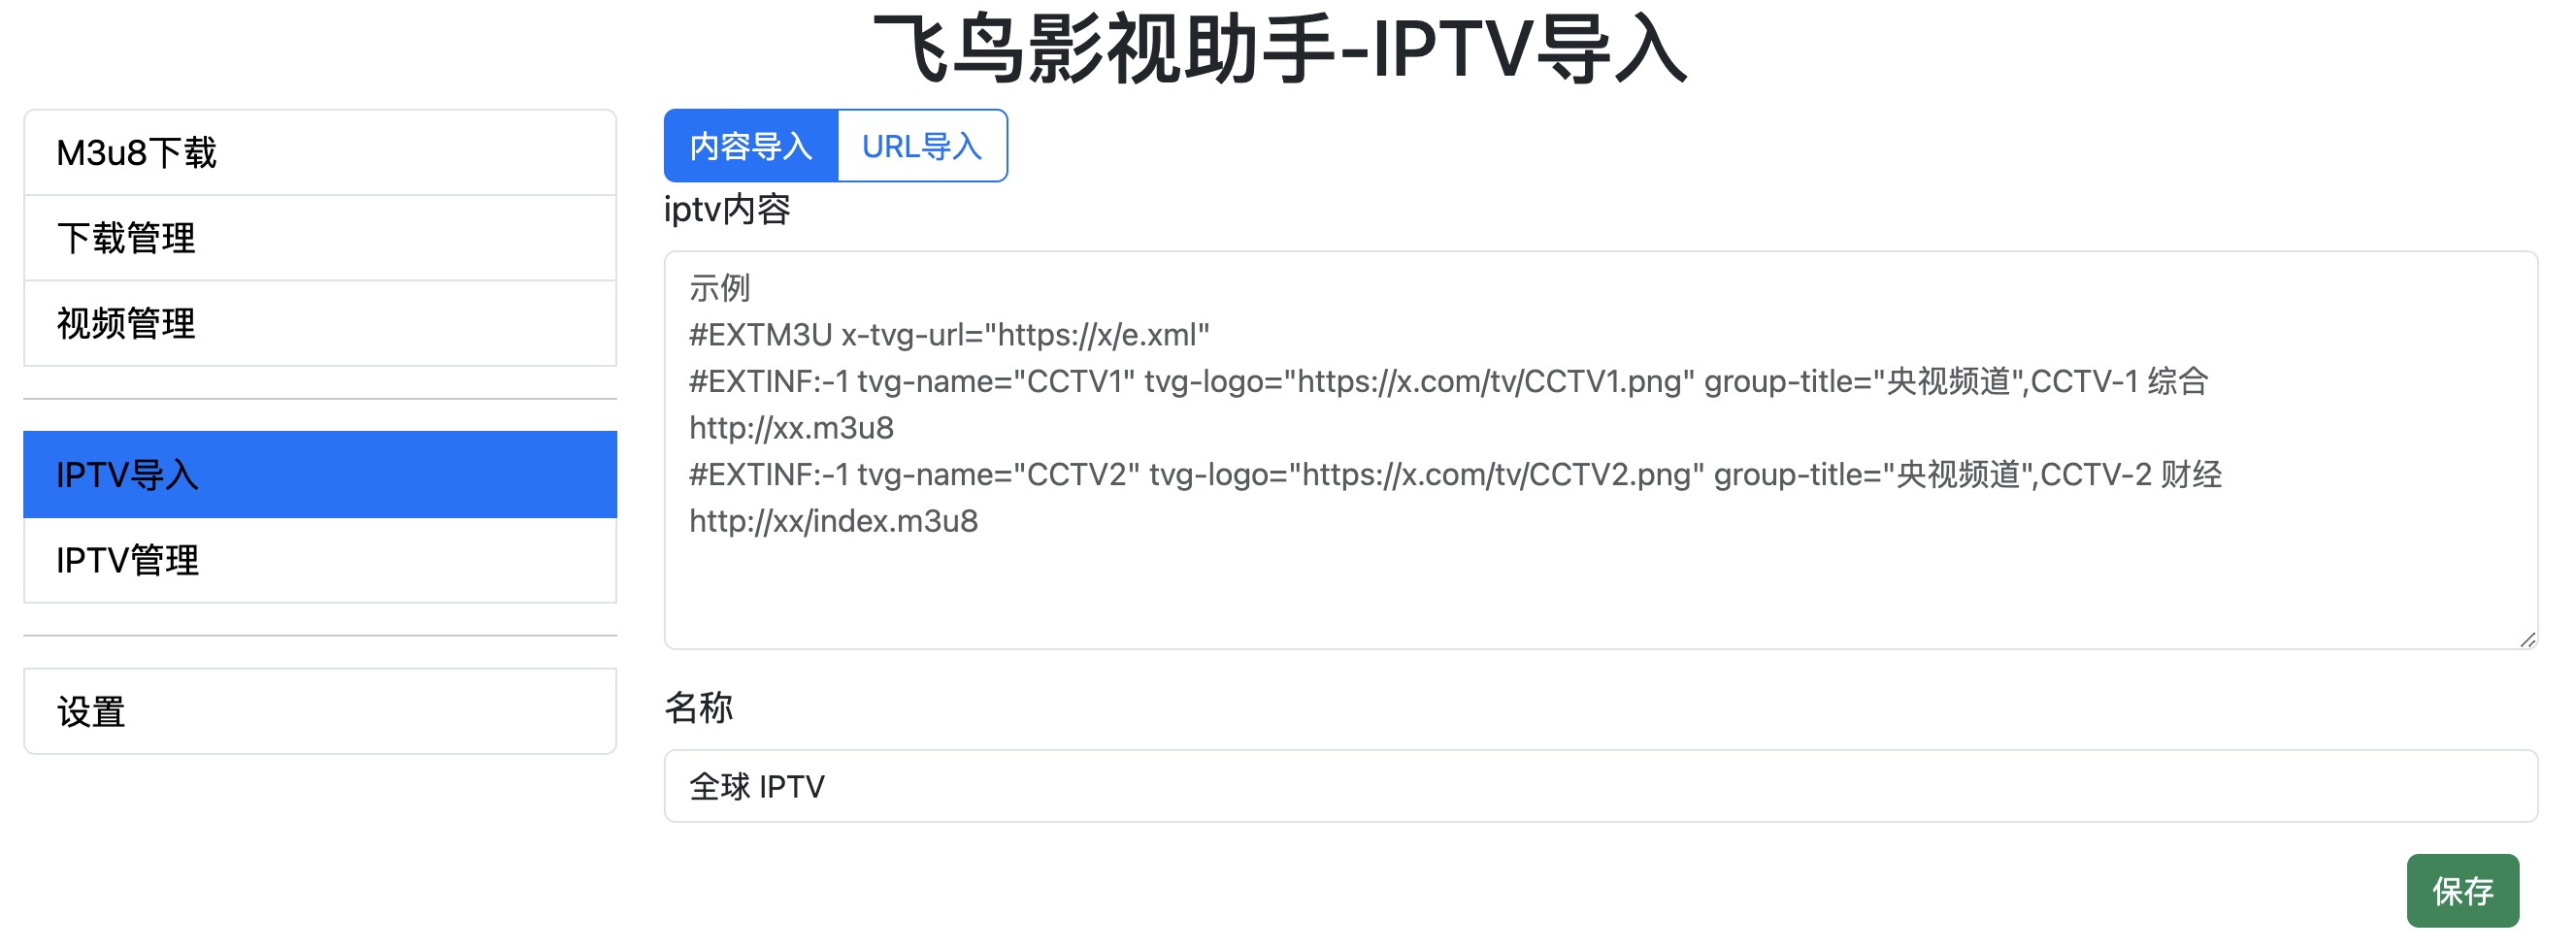 飞鸟影视助手-IPTV导入
M3u8下载
下载管理
视频管理
IPTV导入
IPTV管理
设置
内容导入
URL导入
iptv内容
示例
#EXTM3U x-tvg-url="https://x/e.xml"
#EXTINF:-1 tvg-name="CCTV1" tvg-logo="https://x.com/tv/CCTV1.png" group-title="央视频道",CCTV-1 综合
http://xx.m3u8
#EXTINF:-1 tvg-name="CCTV2" tvg-logo="https://x.com/tv/CCTV2.png" group-title="央视频道",CCTV-2 财经
http://xx/index.m3u8
名称
全球 IPTV
保存